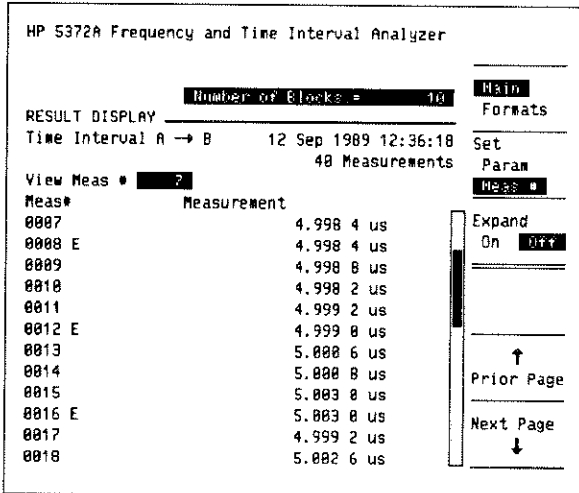 HP 5372A Frequency and Time Interval Analyzer
Number of Blocks = 10
RESULT DISPLAY
Time Interval A → B 12 Sep 1989 12:36:18
40 Measurements
View Meas # 7
Meas# Measurement
0007 4.998 4 us
0008 E 4.998 4 us
0009 4.998 8 us
0010 4.998 2 us
0011 4.999 2 us
0012 E 4.999 0 us
0013 5.000 6 us
0014 5.000 8 us
0015 5.003 0 us
0016 E 5.003 0 us
0017 4.999 2 us
0018 5.002 6 us
Main
Formats
Set
Param
Meas #
Expand
On Off
↑
Prior Page
Next Page
↓